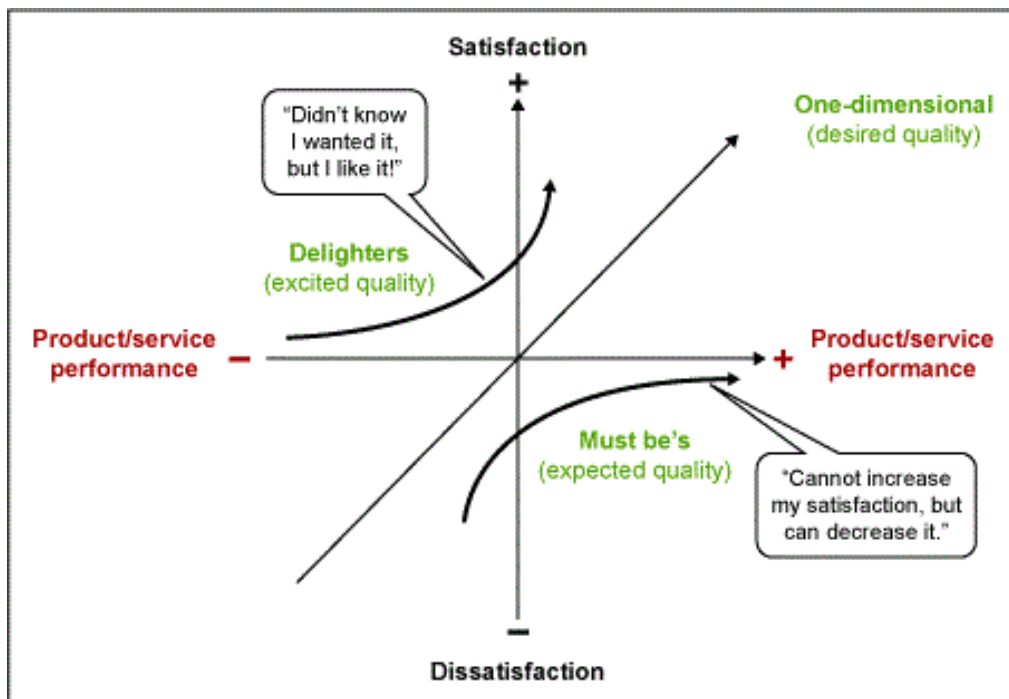 Satisfaction
+
“Didn’t know
I wanted it,
but I like it!”
One-dimensional
(desired quality)
Delighters
(excited quality)
Product/service
performance
–
+
Product/service
performance
Must be’s
(expected quality)
“Cannot increase
my satisfaction, but
can decrease it.”
–
Dissatisfaction